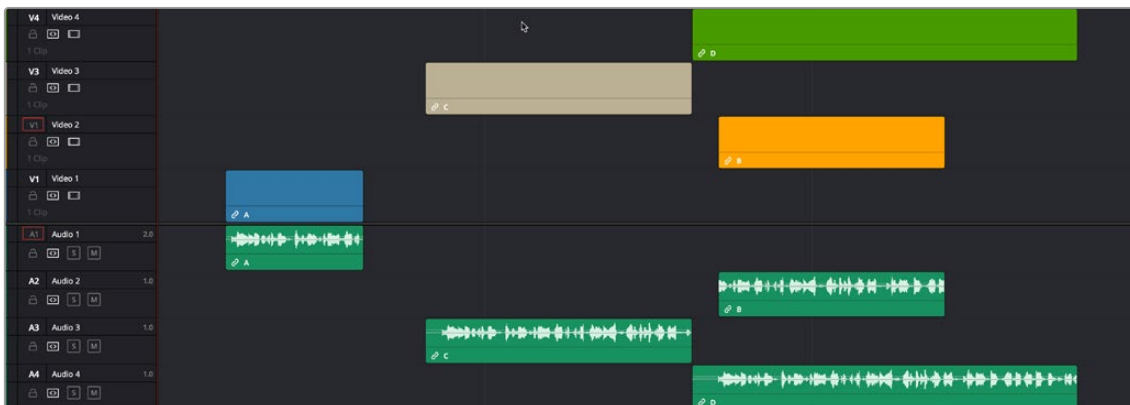 V4 Video 4
1 Clip
D
V3 Video 3
1 Clip
C
V1 Video 2
1 Clip
B
V1 Video 1
1 Clip
A
A1 Audio 1 2.0
S M
A
A2 Audio 2 1.0
S M
B
A3 Audio 3 1.0
S M
C
A4 Audio 4 1.0
S M
D